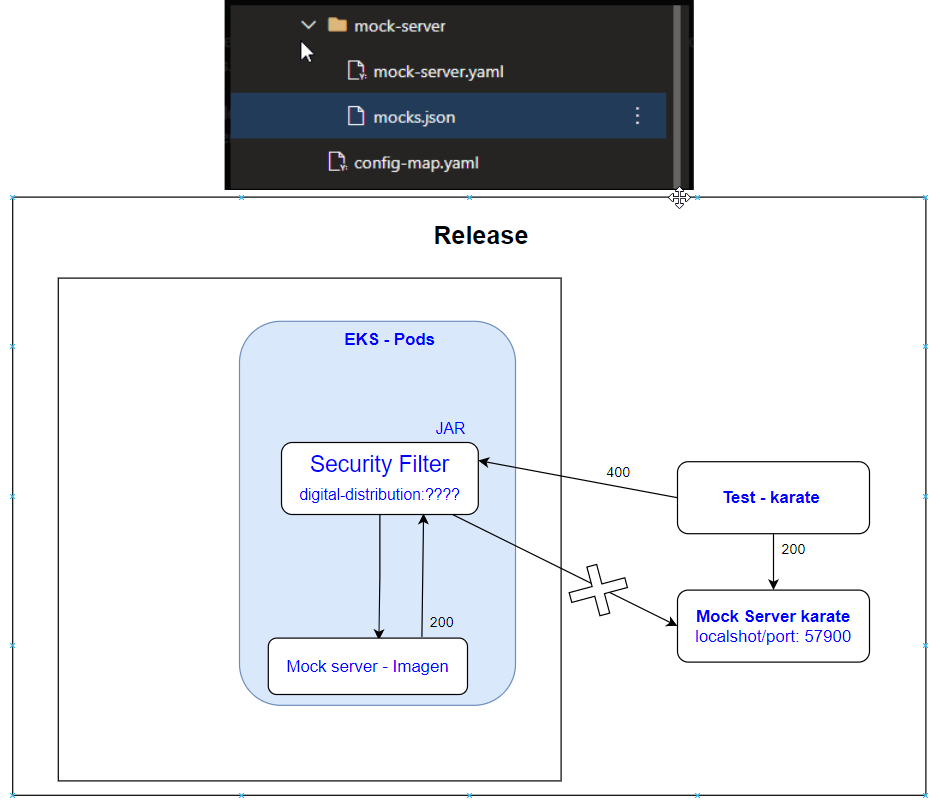 mock-server
mock-server.yaml
mocks.json
config-map.yaml
Release
EKS - Pods
JAR
Security Filter
digital-distribution:????
400
Test - karate
200
Mock Server karate
localshot/port: 57900
200
Mock server - Imagen